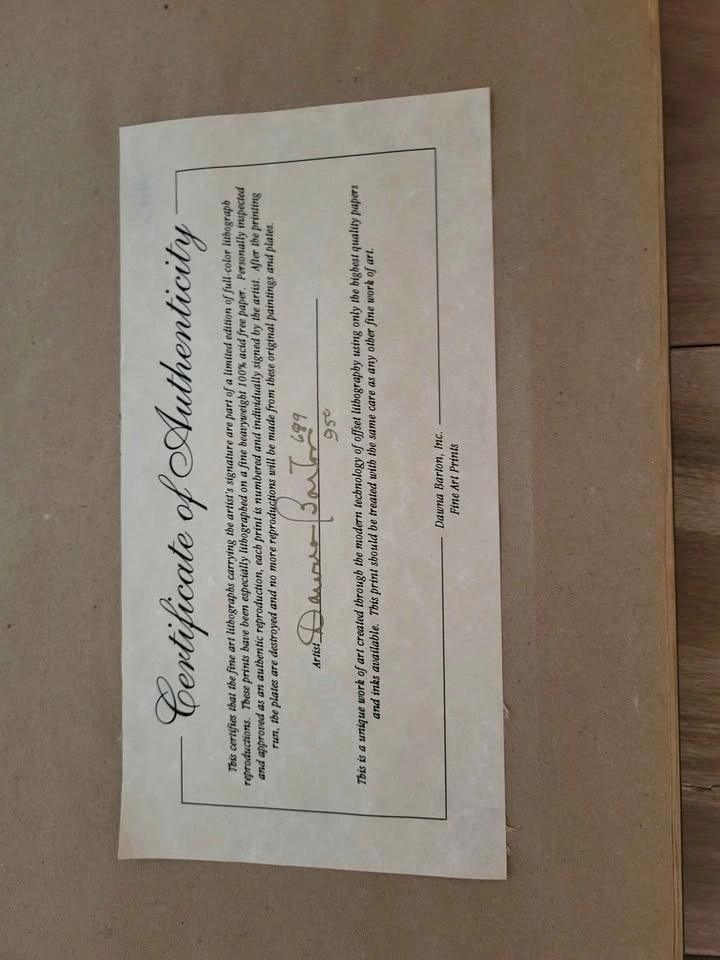 Certificate of Authenticity
This certifies that the fine art lithographs carrying the artist's signature are part of a limited edition of full-color lithograph
reproductions. These prints have been especially lithographed on a fine heavyweight 100% acid free paper. Personally inspected
and approved as an authentic reproduction, each print is numbered and individually signed by the artist. After the printing
run, the plates are destroyed and no more reproductions will be made from these original paintings and plates.
Artist Dawna Barton 689
950
This is a unique work of art created through the modern technology of offset lithography using only the highest quality papers
and inks available. This print should be treated with the same care as any other fine work of art.
Dawna Barton, Inc.
Fine Art Prints